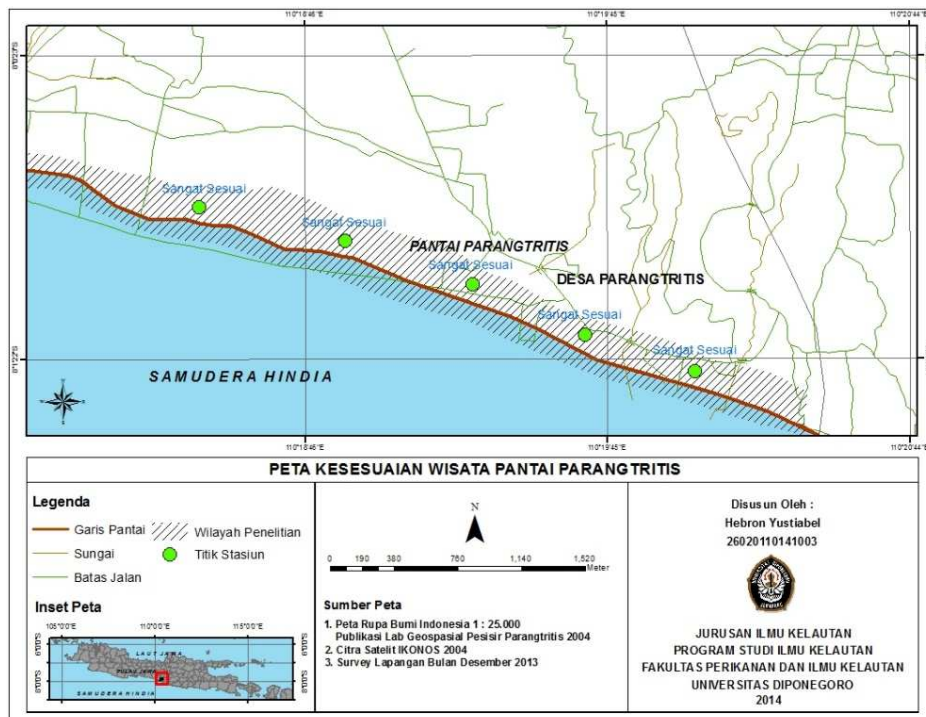 110°18'45"E
110°19'45"E
110°20'44"E
8°1'22"S
Sangat Sesuai
Sangat Sesuai
PANTAI PARANGTRITIS
Sangat Sesuai
DESA PARANGTRITIS
Sangat Sesuai
Sangat Sesuai
SAMUDERA HINDIA
110°18'45"E
110°19'45"E
110°20'44"E
PETA KESESUAIAN WISATA PANTAI PARANGTRITIS
Legenda
Garis Pantai
Wilayah Penelitian
Sungai
Titik Stasiun
Batas Jalan
Inset Peta
105°0'0"E
110°0'0"E
115°0'0"E
LAUT JAWA
SAMUDERA HINDIA
N
0 190 380 760 1,140 1,520
Meter
Sumber Peta
1. Peta Rupa Bumi Indonesia 1 : 25.000
Publikasi Lab Geospasial Pesisir Parangtritis 2004
2. Citra Satelit IKONOS 2004
3. Survey Lapangan Bulan Desember 2013
Disusun Oleh :
Hebron Yustiabel
26020110141003
JURUSAN ILMU KELAUTAN
PROGRAM STUDI ILMU KELAUTAN
FAKULTAS PERIKANAN DAN ILMU KELAUTAN
UNIVERSITAS DIPONEGORO
2014